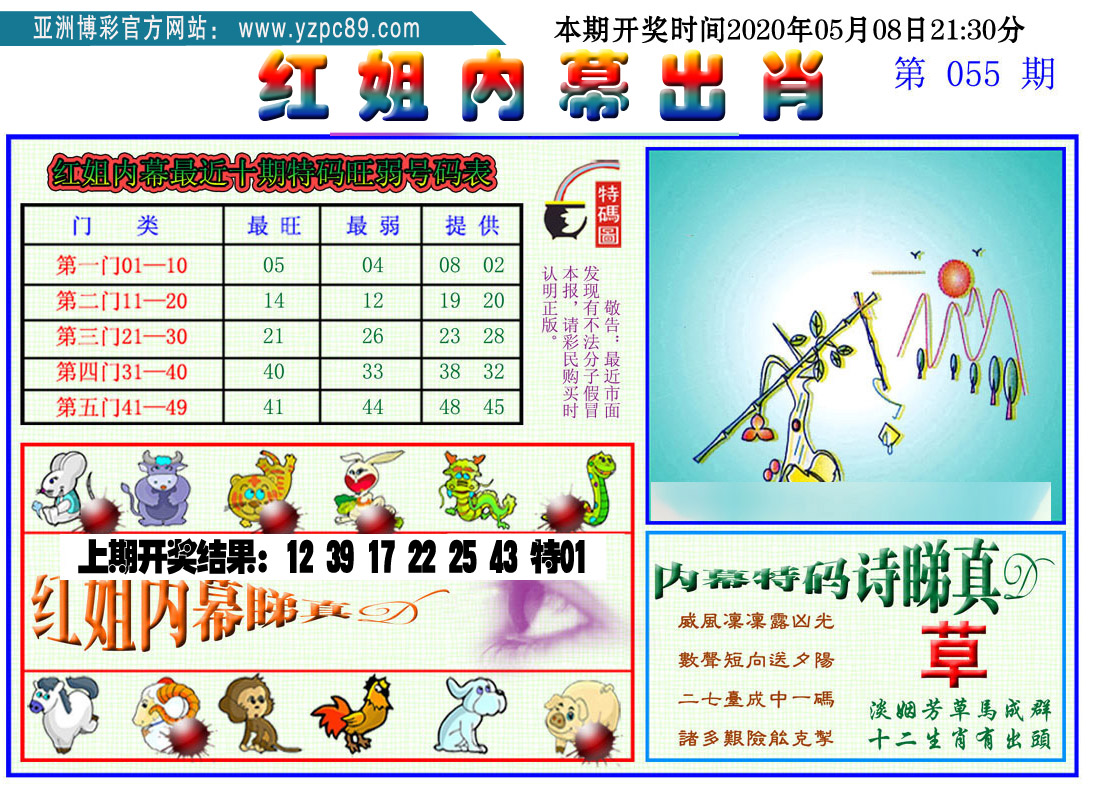 亚洲博彩官方网站： www.yzpc89.com
本期开奖时间2020年05月08日21:30分
红姐内幕出肖
第 055 期
红姐内幕最近十期特码旺弱号码表
门 类 最 旺 最 弱 提 供
第一门01—10 05 04 08 02
第二门11—20 14 12 19 20
第三门21—30 21 26 23 28
第四门31—40 40 33 38 32
第五门41—49 41 44 48 45
特碼圖
敬告：最近市面
发现有不法分子假冒
本报，请彩民购买时
认明正版。
上期开奖结果：12 39 17 22 25 43 特01
红姐内幕睇真D
内幕特码诗睇真D
威風凜凜露凶光
數聲短向送夕陽
二七臺成中一碼
諸多艱險能克掣
草
淡姻芳草馬成群
十二生肖有出頭